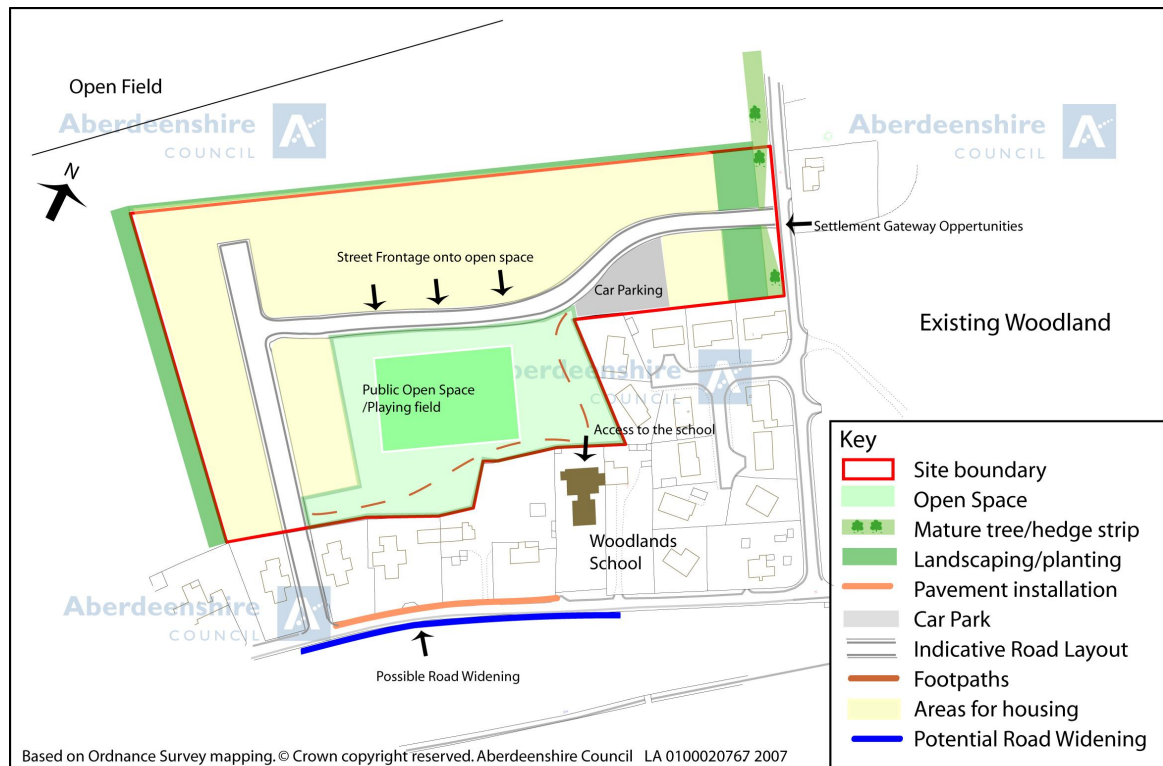 Open Field
Aberdeenshire
COUNCIL
Aberdeenshire
COUNCIL
N
Settlement Gateway Opportunities
Street Frontage onto open space
Car Parking
Existing Woodland
Aberdeenshire
COUNCIL
Public Open Space
/Playing field
Access to the school
Woodlands
School
Aberdeenshire
COUNCIL
Possible Road Widening
Key
Site boundary
Open Space
Mature tree/hedge strip
Landscaping/planting
Pavement installation
Car Park
Indicative Road Layout
Footpaths
Areas for housing
Potential Road Widening
Based on Ordnance Survey mapping. © Crown copyright reserved. Aberdeenshire Council LA 0100020767 2007